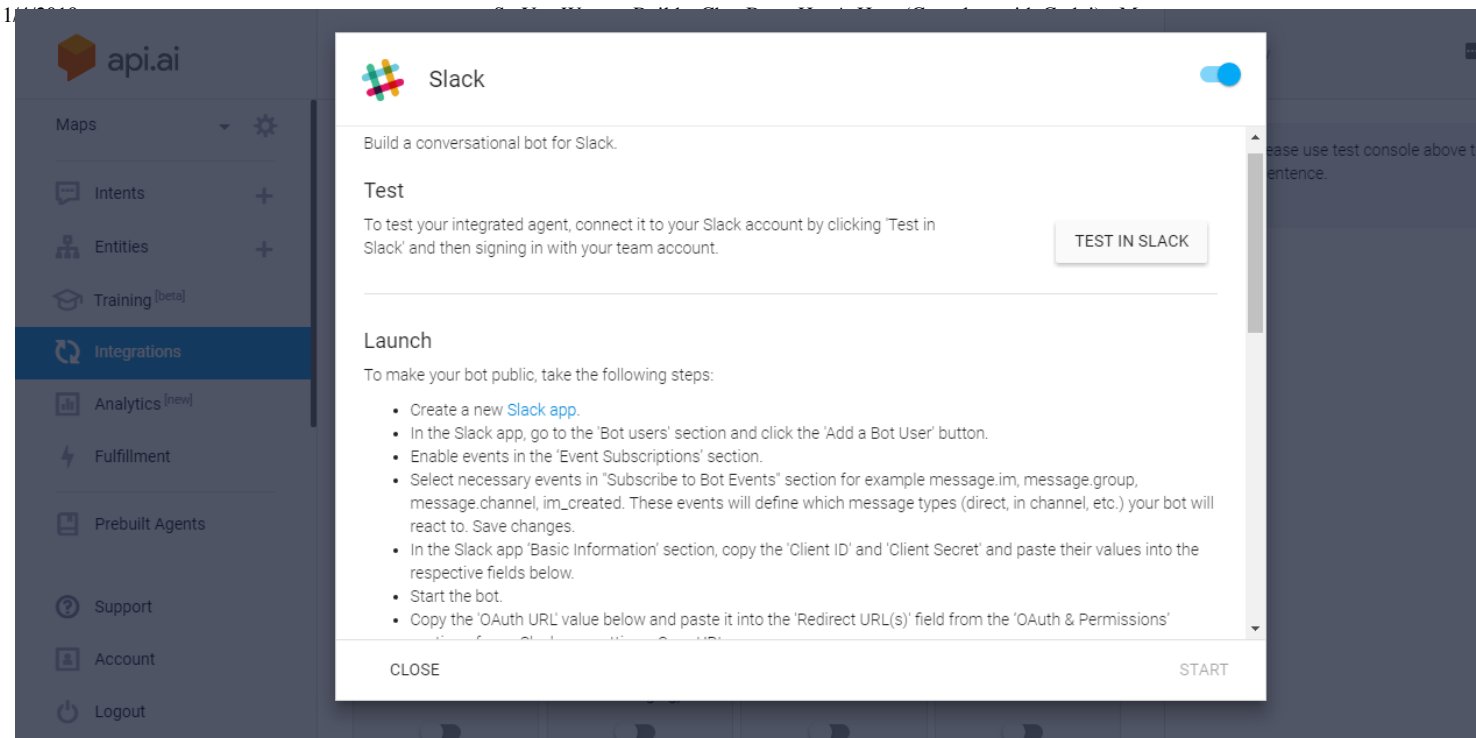 api.ai
Slack
Maps
Build a conversational bot for Slack.
ease use test console above t
entence.
Intents
Test
To test your integrated agent, connect it to your Slack account by clicking 'Test in
Slack' and then signing in with your team account.
TEST IN SLACK
Entities
Training [beta]
Integrations
Launch
To make your bot public, take the following steps:
Analytics [new]
• Create a new Slack app.
• In the Slack app, go to the 'Bot users' section and click the 'Add a Bot User' button.
• Enable events in the 'Event Subscriptions' section.
• Select necessary events in "Subscribe to Bot Events" section for example message.im, message.group,
message.channel, im_created. These events will define which message types (direct, in channel, etc.) your bot will
react to. Save changes.
• In the Slack app 'Basic Information' section, copy the 'Client ID' and 'Client Secret' and paste their values into the
respective fields below.
• Start the bot.
• Copy the 'OAuth URL' value below and paste it into the 'Redirect URL(s)' field from the 'OAuth & Permissions'
Fulfillment
Prebuilt Agents
Support
Account
Logout
CLOSE
START